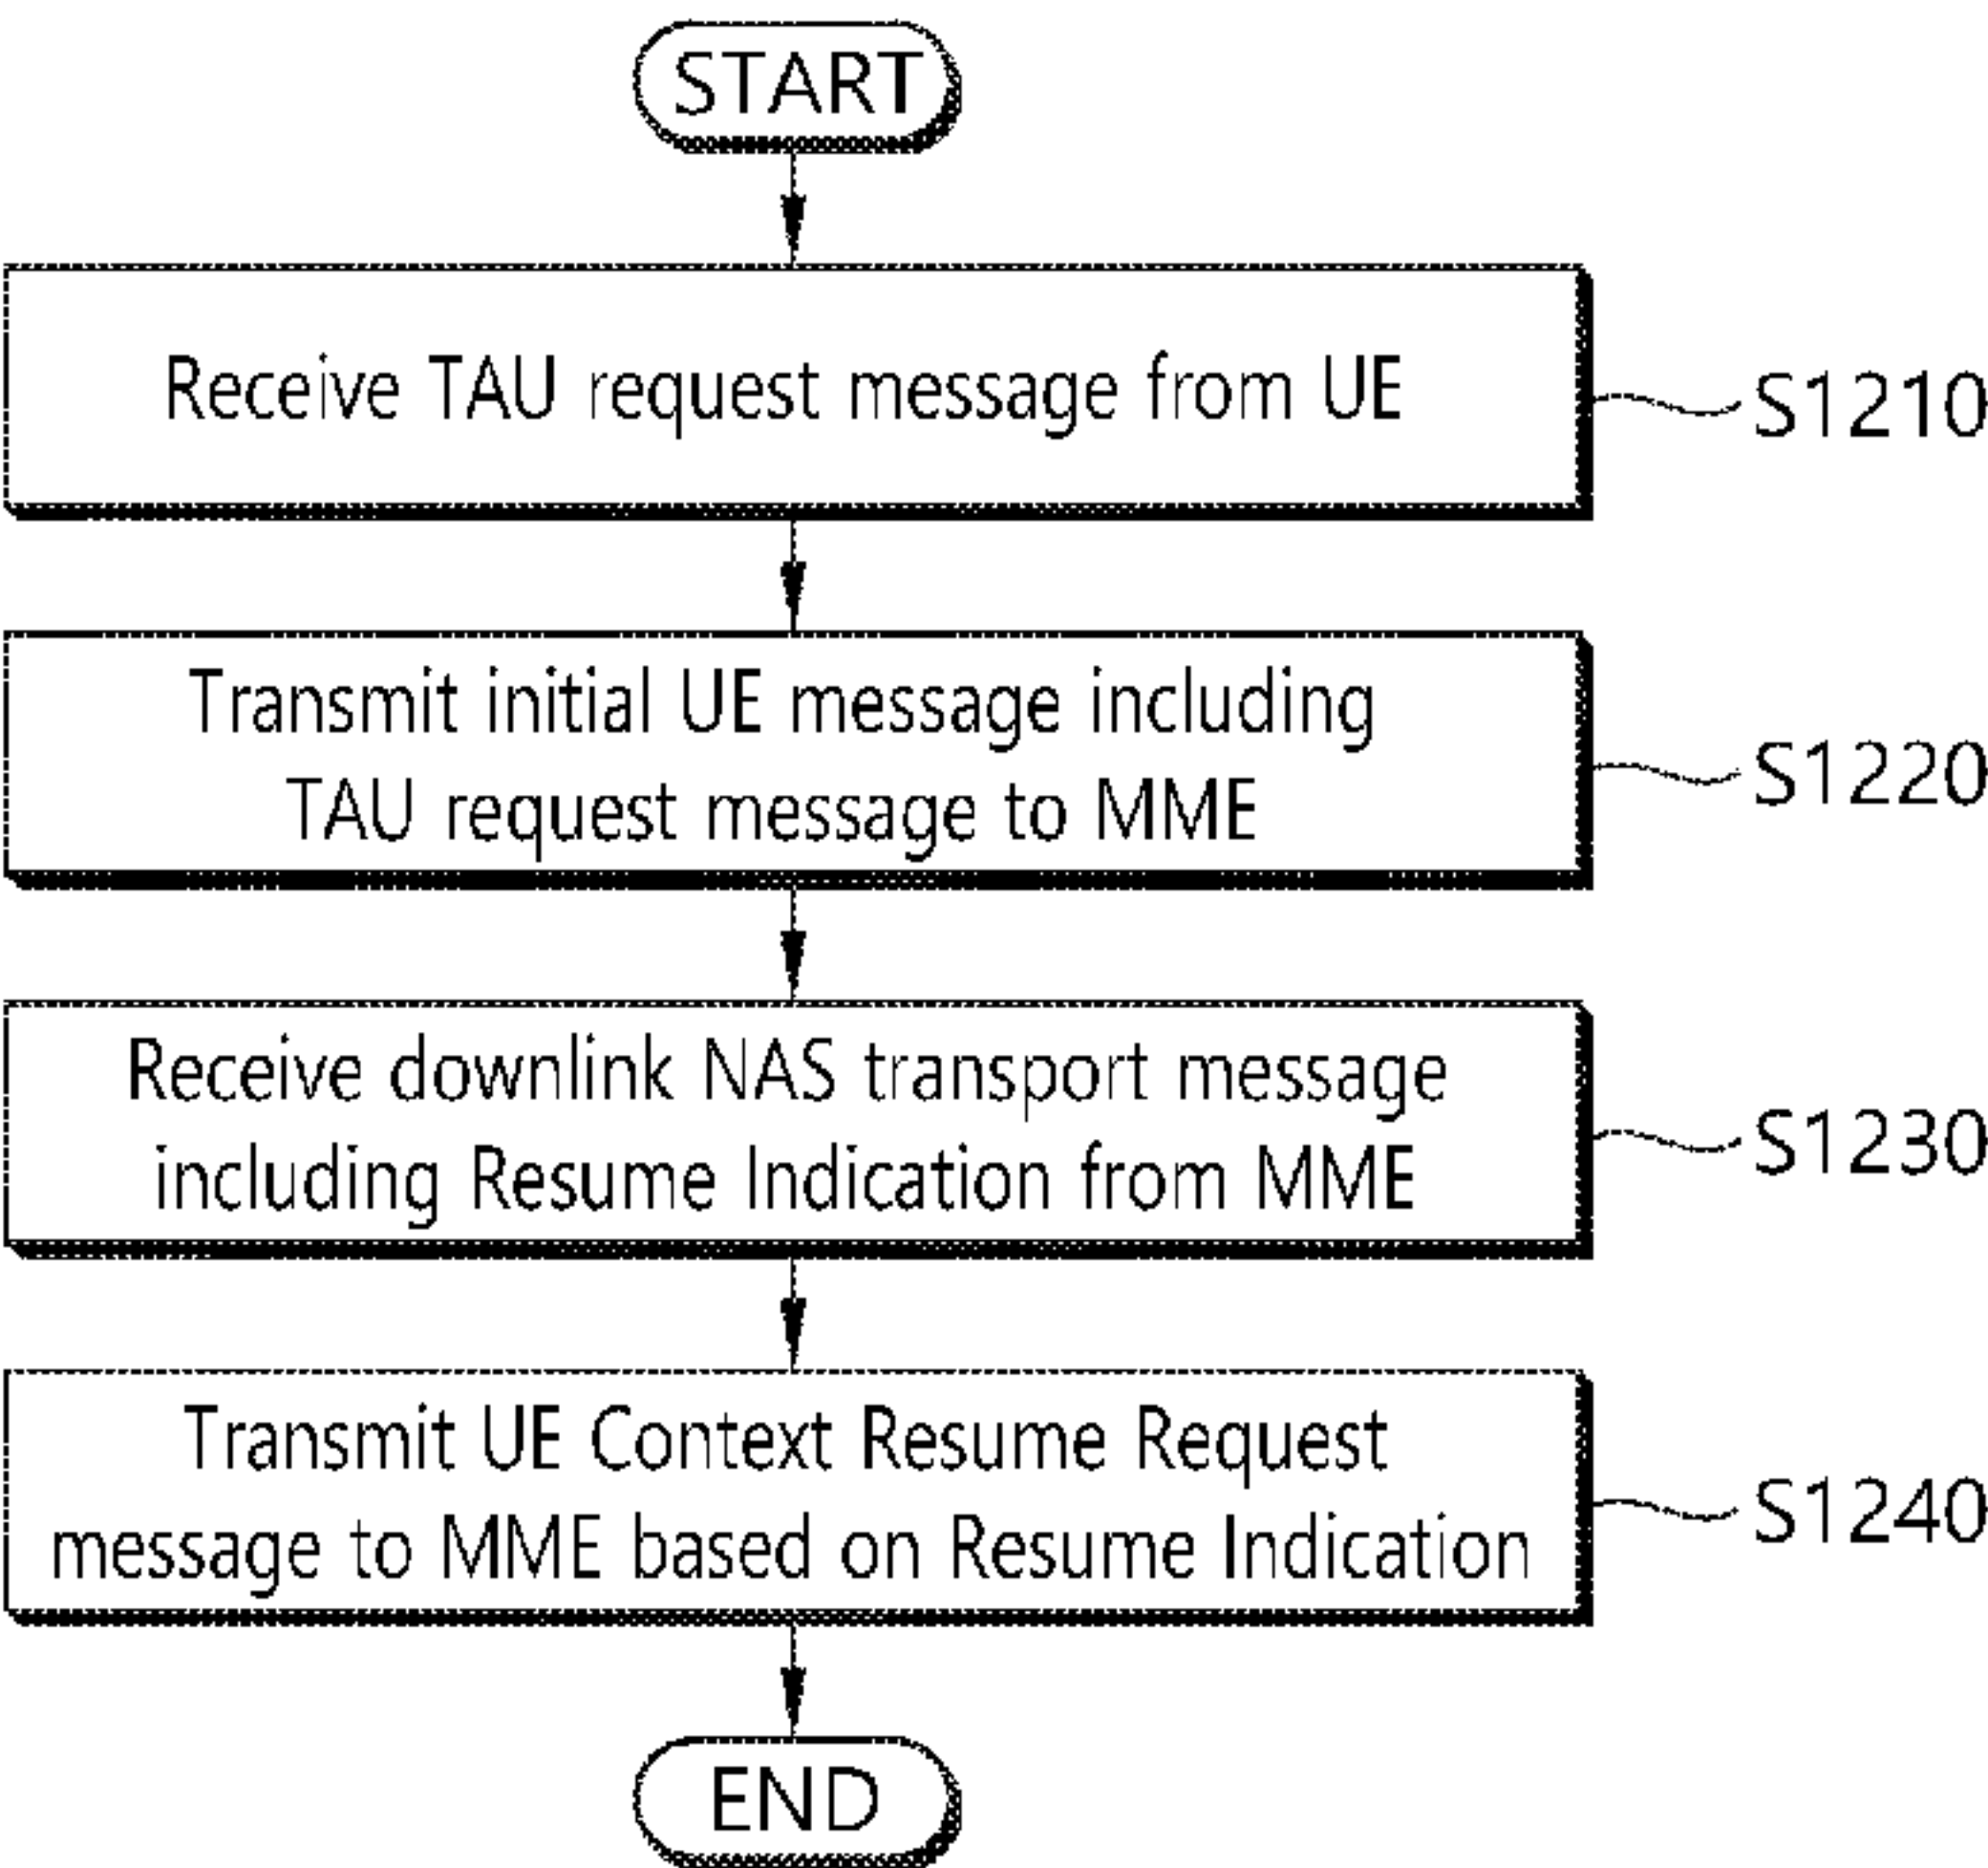 START
Receive TAU request message from UE
S1210
Transmit initial UE message including
TAU request message to MME
S1220
Receive downlink NAS transport message
including Resume Indication from MME
S1230
Transmit UE Context Resume Request
message to MME based on Resume Indication
S1240
END